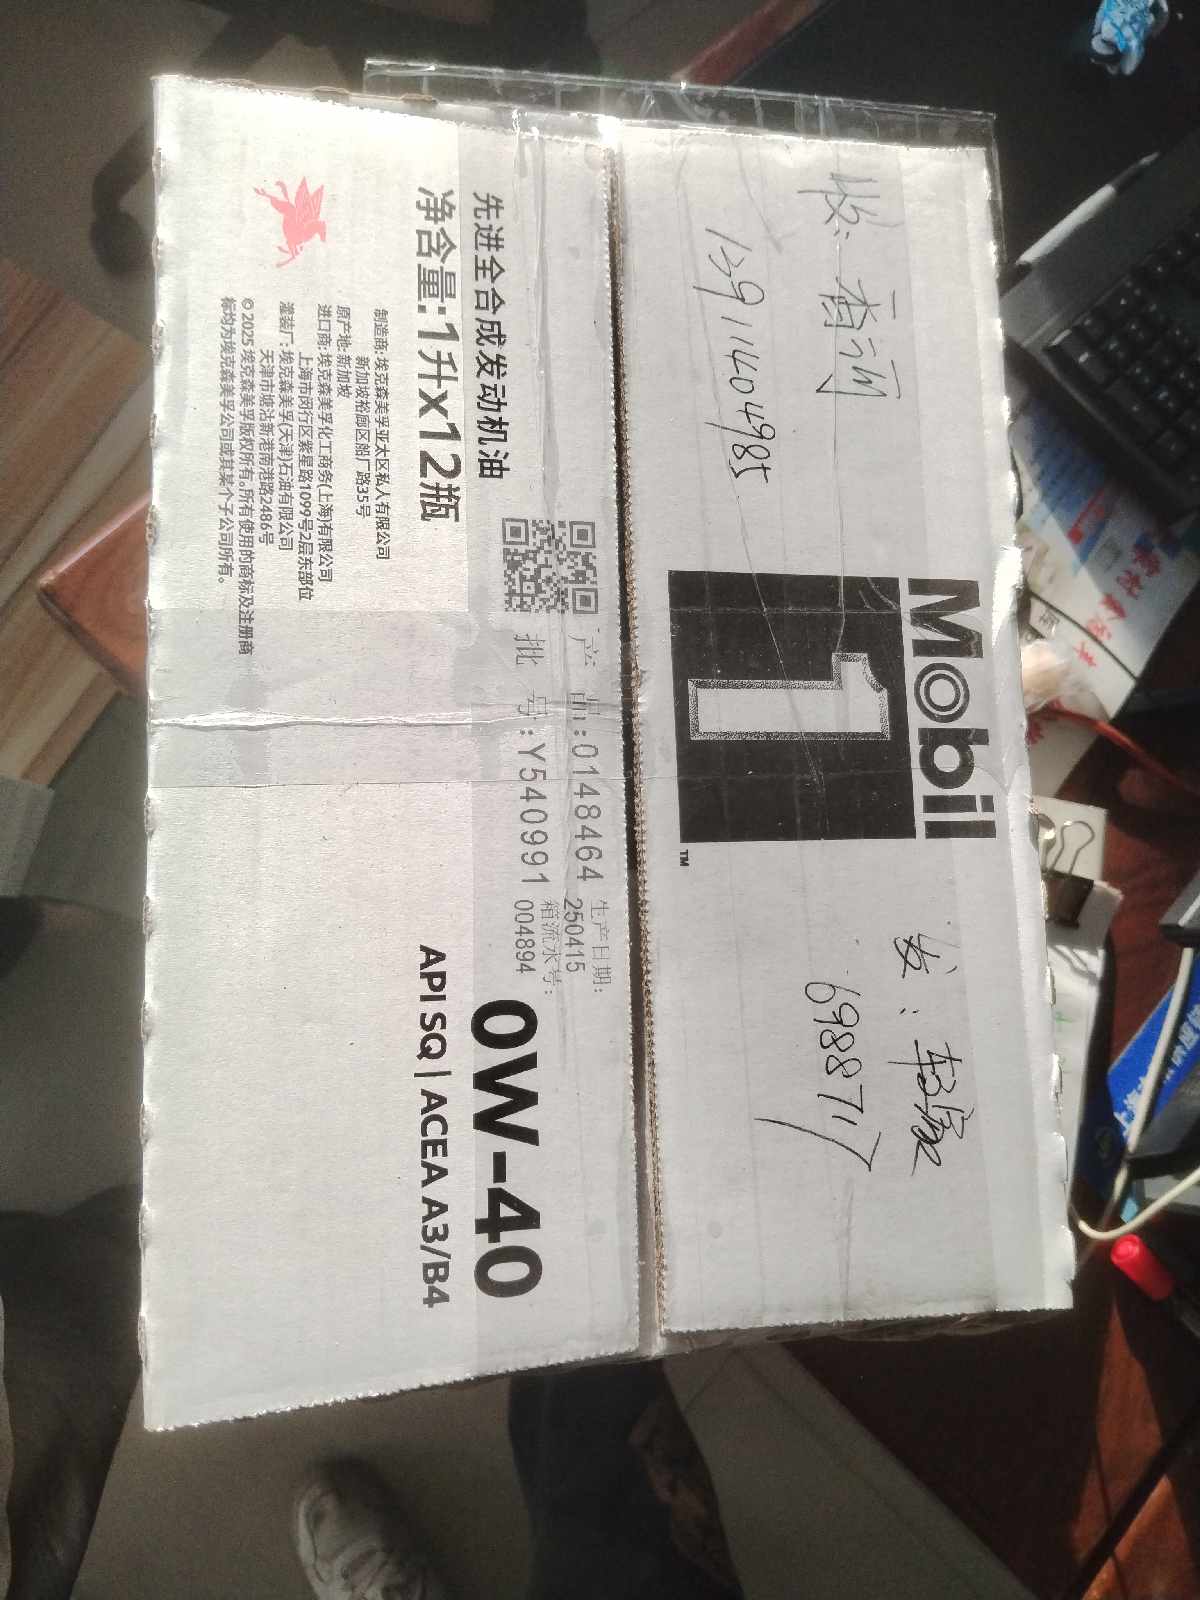 Mobil
1
TM
收:
13911404985
发:
698877
先进全合成发动机油
净含量:1升x12瓶
制造商:埃克森美孚亚太区私人有限公司
新加坡裕廊区船厂路35号
原产地:新加坡
进口商:埃克森美孚化工商务(上海)有限公司
上海市闵行区紫星路1099号2层东部位
灌装厂:埃克森美孚(天津)石油有限公司
天津市塘沽新港南港路2486号
©2025 埃克森美孚版权所有。所有使用的商标及注册商
标均为埃克森美孚公司或其某个子公司所有。
产 品:0148464
批 号:Y540991
生产日期:
250415
箱流水号:
004894
0W-40
API SQ | ACEA A3/B4